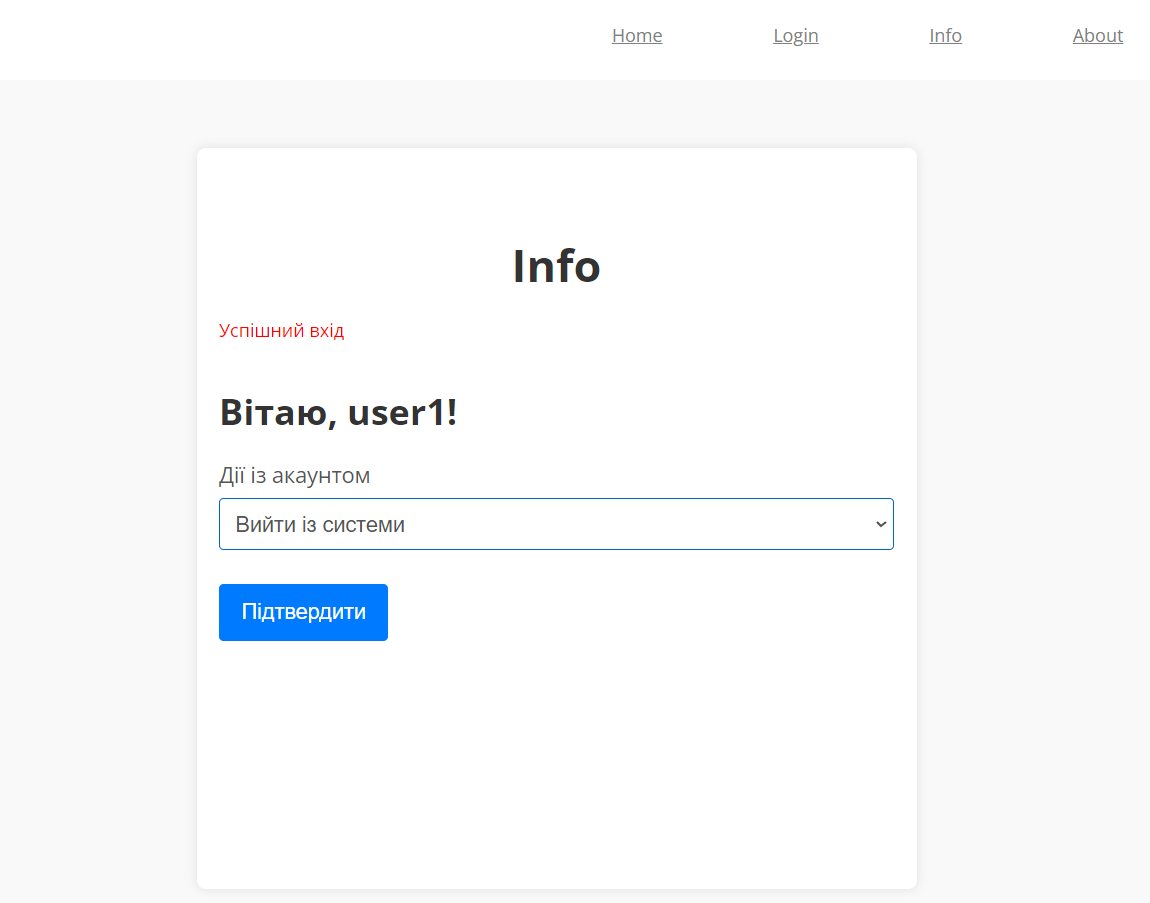 Home Login Info About
Info
Успішний вхід
Вітаю, user1!
Дії із акаунтом
Вийти із системи
Підтвердити